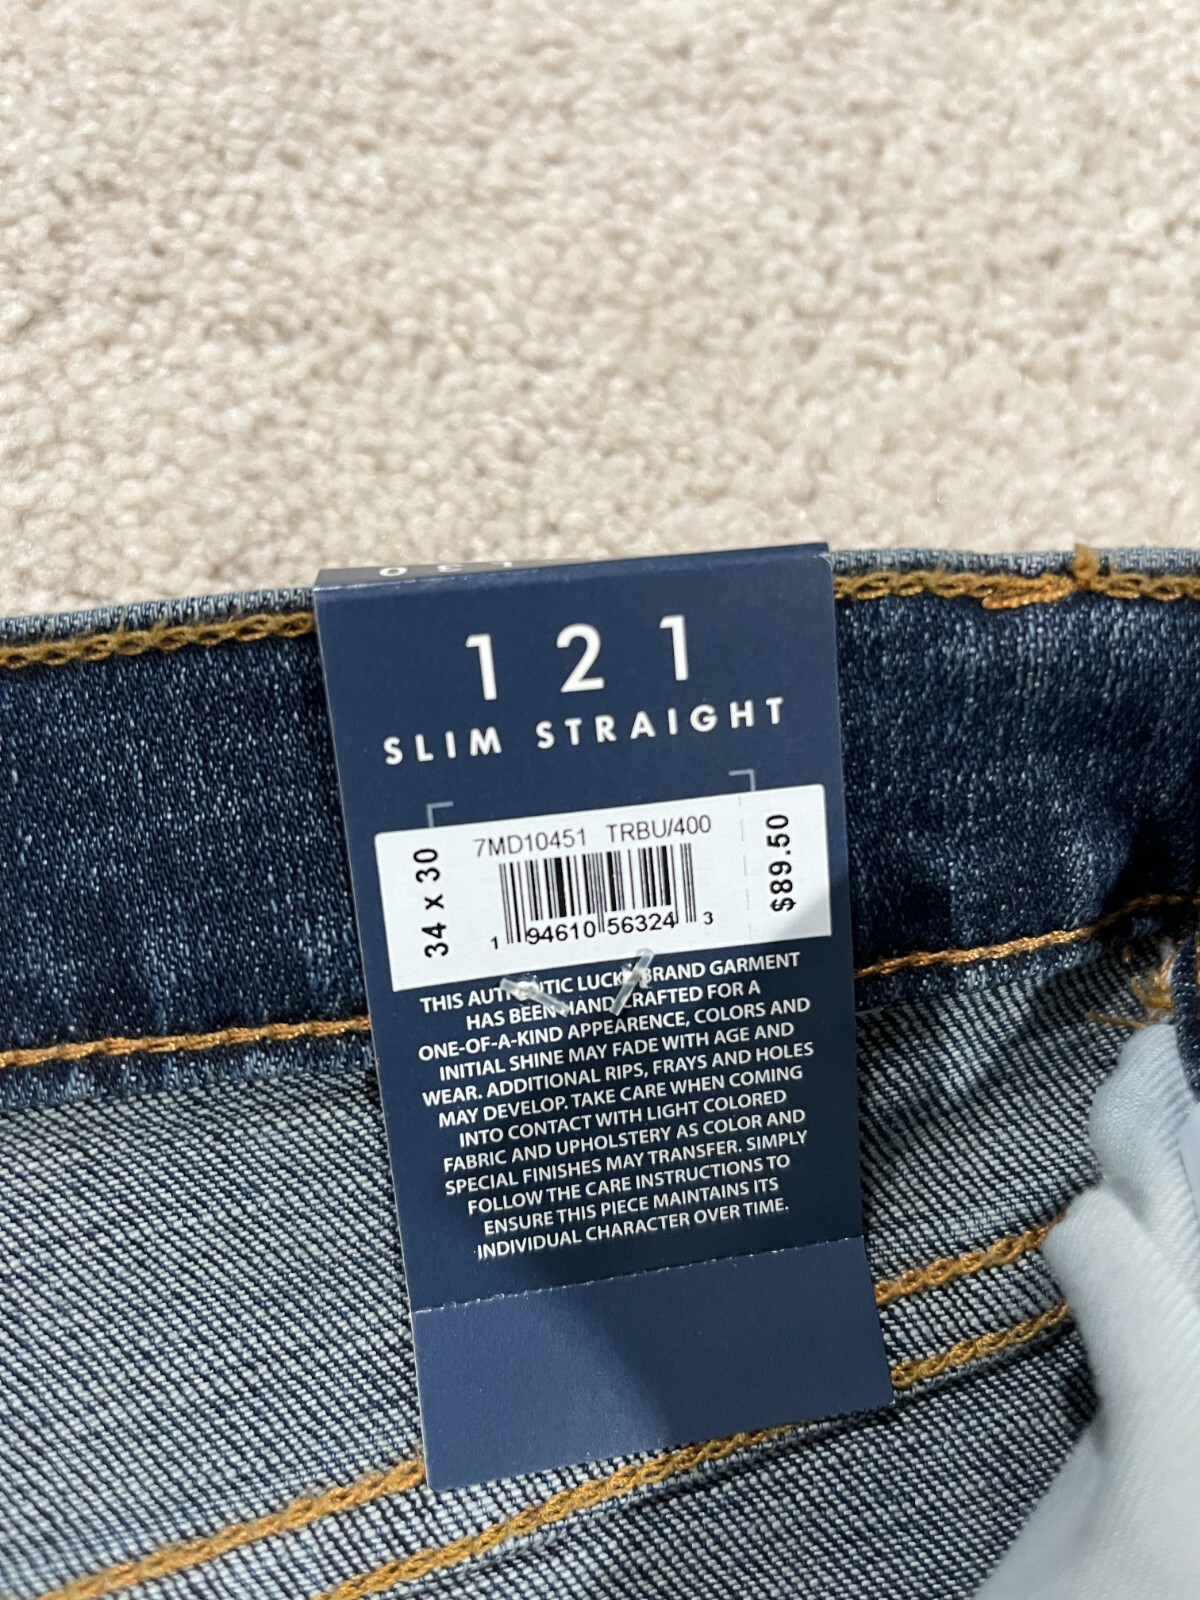 121
SLIM STRAIGHT
7MD10451 TRBU/400
34 x 30
$89.50
1 94610 56324 3
THIS AUTHENTIC LUCKY BRAND GARMENT
HAS BEEN HAND CRAFTED FOR A
ONE-OF-A-KIND APPEARENCE, COLORS AND
INITIAL SHINE MAY FADE WITH AGE AND
WEAR. ADDITIONAL RIPS, FRAYS AND HOLES
MAY DEVELOP. TAKE CARE WHEN COMING
INTO CONTACT WITH LIGHT COLORED
FABRIC AND UPHOLSTERY AS COLOR AND
SPECIAL FINISHES MAY TRANSFER. SIMPLY
FOLLOW THE CARE INSTRUCTIONS TO
ENSURE THIS PIECE MAINTAINS ITS
INDIVIDUAL CHARACTER OVER TIME.